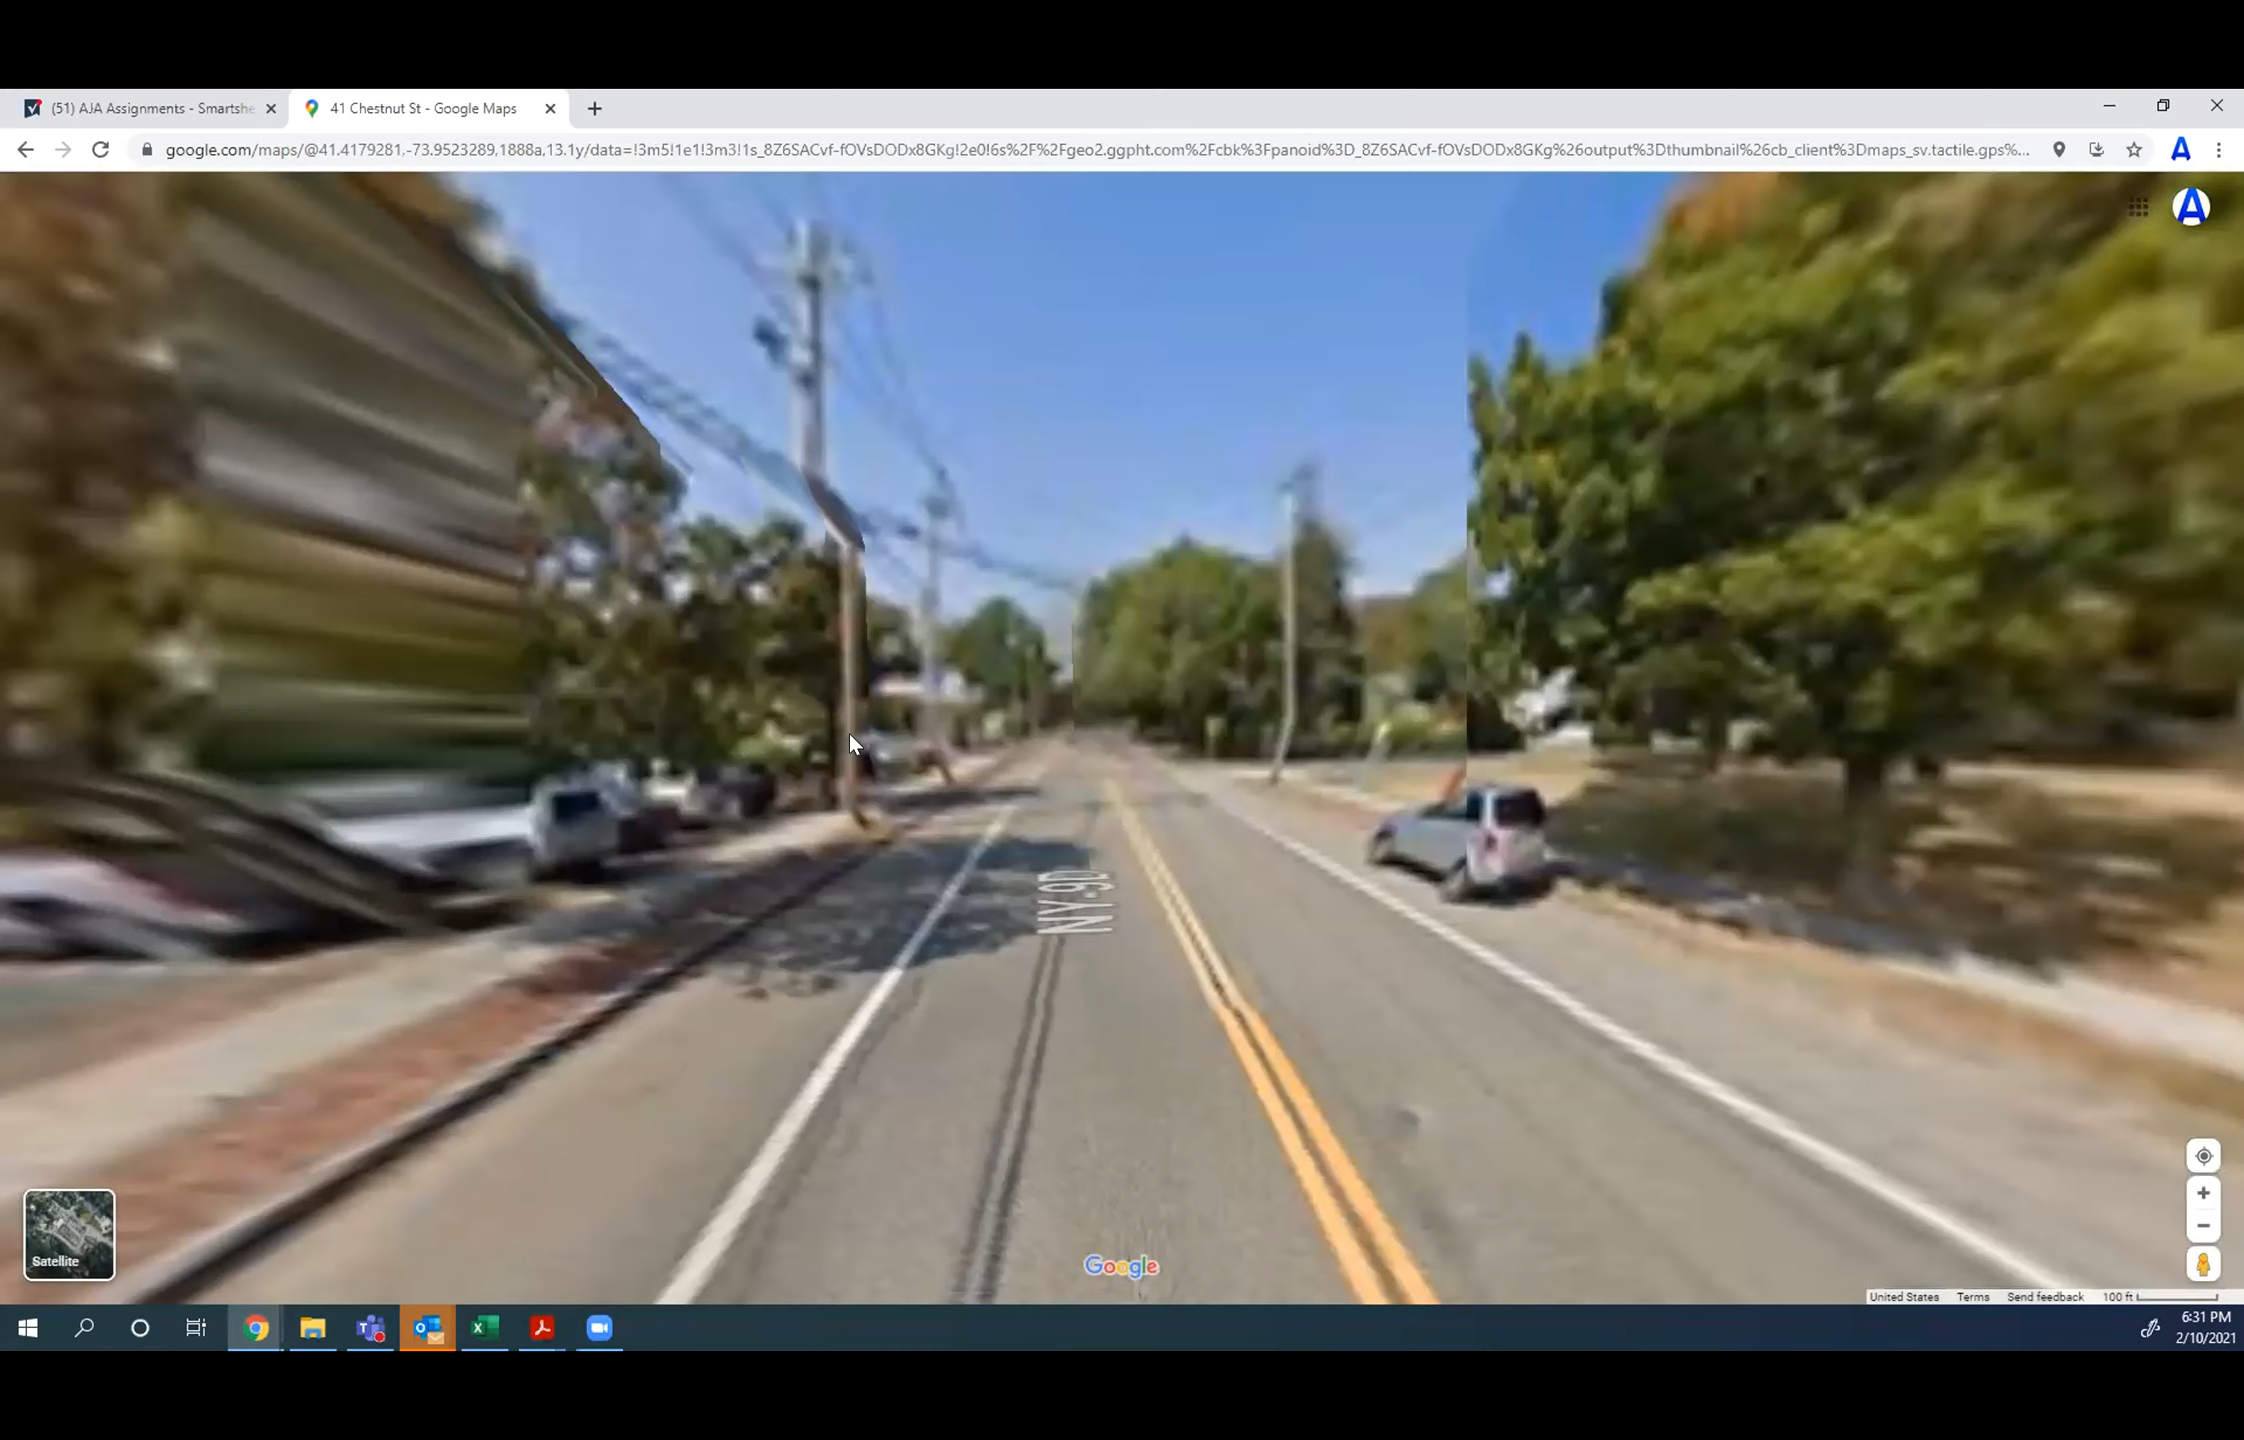 (51) AJA Assignments - Smartshe
41 Chestnut St - Google Maps
google.com/maps/@41.4179281,-73.9523289,1888a,13.1y/data=!3m5!1e1!3m3!1s_8Z6SACvf-fOVsDODx8GKg!2e0!6s%2F%2Fgeo2.ggpht.com%2Fcbk%3Fpanoid%3D_8Z6SACvf-fOVsDODx8GKg%26output%3Dthumbnail%26cb_client%3Dmaps_sv.tactile.gps%...
A
A
NY-9D
Satellite
Google
United States Terms Send feedback 100 ft
6:31 PM
2/10/2021